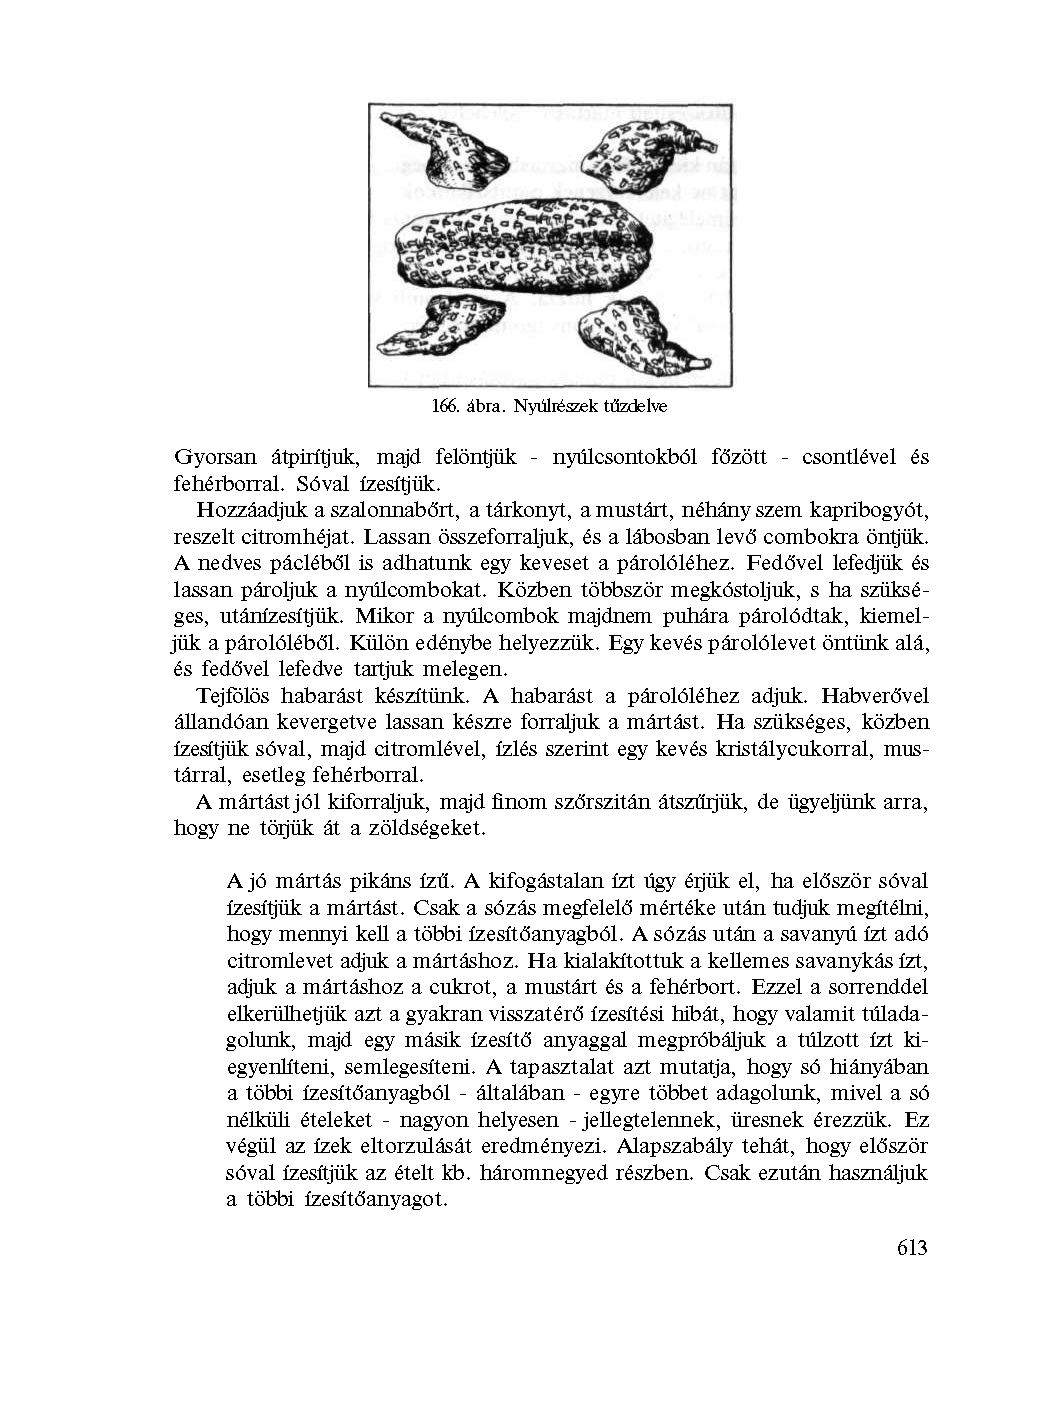 166. ábra. Nyúlrészek tűzdelve
Gyorsan átpirítjuk, majd felöntjük - nyúlcsontokból főzött - csontlével és
fehérborral. Sóval ízesítjük.
Hozzáadjuk a szalonnabőrt, a tárkonyt, a mustárt, néhány szem kapribogyót,
reszelt citromhéjat. Lassan összeforraljuk, és a lábosban levő combokra öntjük.
A nedves pácléből is adhatunk egy keveset a párolóléhez. Fedővel lefedjük és
lassan pároljuk a nyúlcombokat. Közben többször megkóstoljuk, s ha szüksé-
ges, utánízesítjük. Mikor a nyúlcombok majdnem puhára párolódtak, kiemel-
jük a párolóléből. Külön edénybe helyezzük. Egy kevés párolólevet öntünk alá,
és fedővel lefedve tartjuk melegen.
Tejfölös habarást készítünk. A habarást a párolóléhez adjuk. Habverővel
állandóan kevergetve lassan készre forraljuk a mártást. Ha szükséges, közben
ízesítjük sóval, majd citromlével, ízlés szerint egy kevés kristálycukorral, mus-
tárral, esetleg fehérborral.
A mártást jól kiforraljuk, majd finom szőrszitán átszűrjük, de ügyeljünk arra,
hogy ne törjük át a zöldségeket.
A jó mártás pikáns ízű. A kifogástalan ízt úgy érjük el, ha először sóval
ízesítjük a mártást. Csak a sózás megfelelő mértéke után tudjuk megítélni,
hogy mennyi kell a többi ízesítőanyagból. A sózás után a savanyú ízt adó
citromlevet adjuk a mártáshoz. Ha kialakítottuk a kellemes savanykás ízt,
adjuk a mártáshoz a cukrot, a mustárt és a fehérbort. Ezzel a sorrenddel
elkerülhetjük azt a gyakran visszatérő ízesítési hibát, hogy valamit túlada-
golunk, majd egy másik ízesítő anyaggal megpróbáljuk a túlzott ízt ki-
egyenlíteni, semlegesíteni. A tapasztalat azt mutatja, hogy só hiányában
a többi ízesítőanyagból - általában - egyre többet adagolunk, mivel a só
nélküli ételeket - nagyon helyesen - jellegtelennek, üresnek érezzük. Ez
végül az ízek eltorzulását eredményezi. Alapszabály tehát, hogy először
sóval ízesítjük az ételt kb. háromnegyed részben. Csak ezután használjuk
a többi ízesítőanyagot.
613